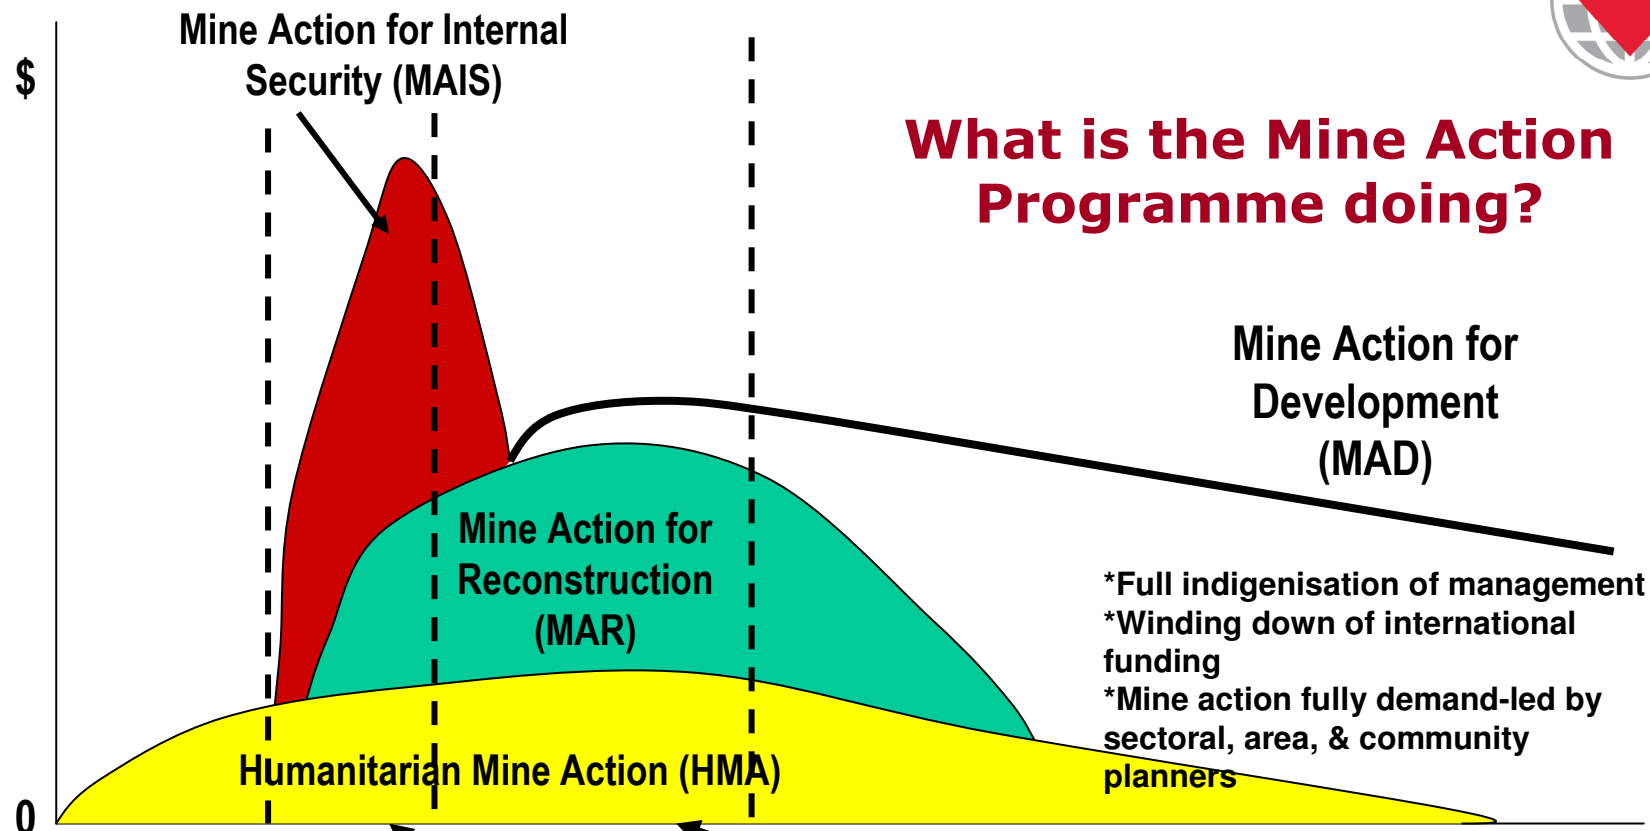 Mine Action for Internal
Security (MAIS)
$
What is the Mine Action
Programme doing?
Mine Action for
Development
(MAD)
Mine Action for
Reconstruction
(MAR)
*Full indigenisation of management
*Winding down of international
funding
*Mine action fully demand-led by
sectoral, area, & community
planners
Humanitarian Mine Action (HMA)
0